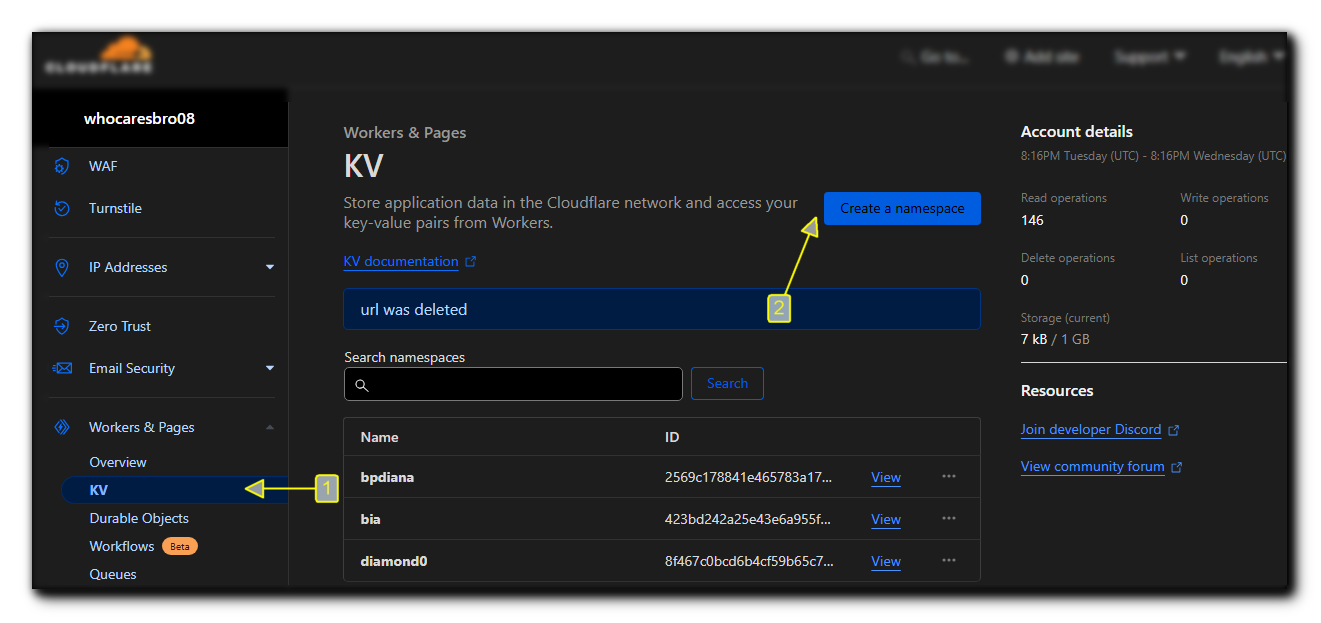 CLOUDFLARE
Go to...
Add site
Support
English
whocaresbro08
WAF
Turnstile
IP Addresses
Zero Trust
Email Security
Workers & Pages
Overview
KV
Durable Objects
Workflows Beta
Queues
1
Workers & Pages
KV
Store application data in the Cloudflare network and access your
key-value pairs from Workers.
Create a namespace
KV documentation
2
url was deleted
Search namespaces
Search
Name ID
bpdiana 2569c178841e465783a17... View ...
bia 423bd242a25e43e6a955f... View ...
diamond0 8f467c0bcd6b4cf59b65c7... View ...
Account details
8:16PM Tuesday (UTC) - 8:16PM Wednesday (UTC)
Read operations Write operations
146 0
Delete operations List operations
0 0
Storage (current)
7 kB / 1 GB
Resources
Join developer Discord
View community forum